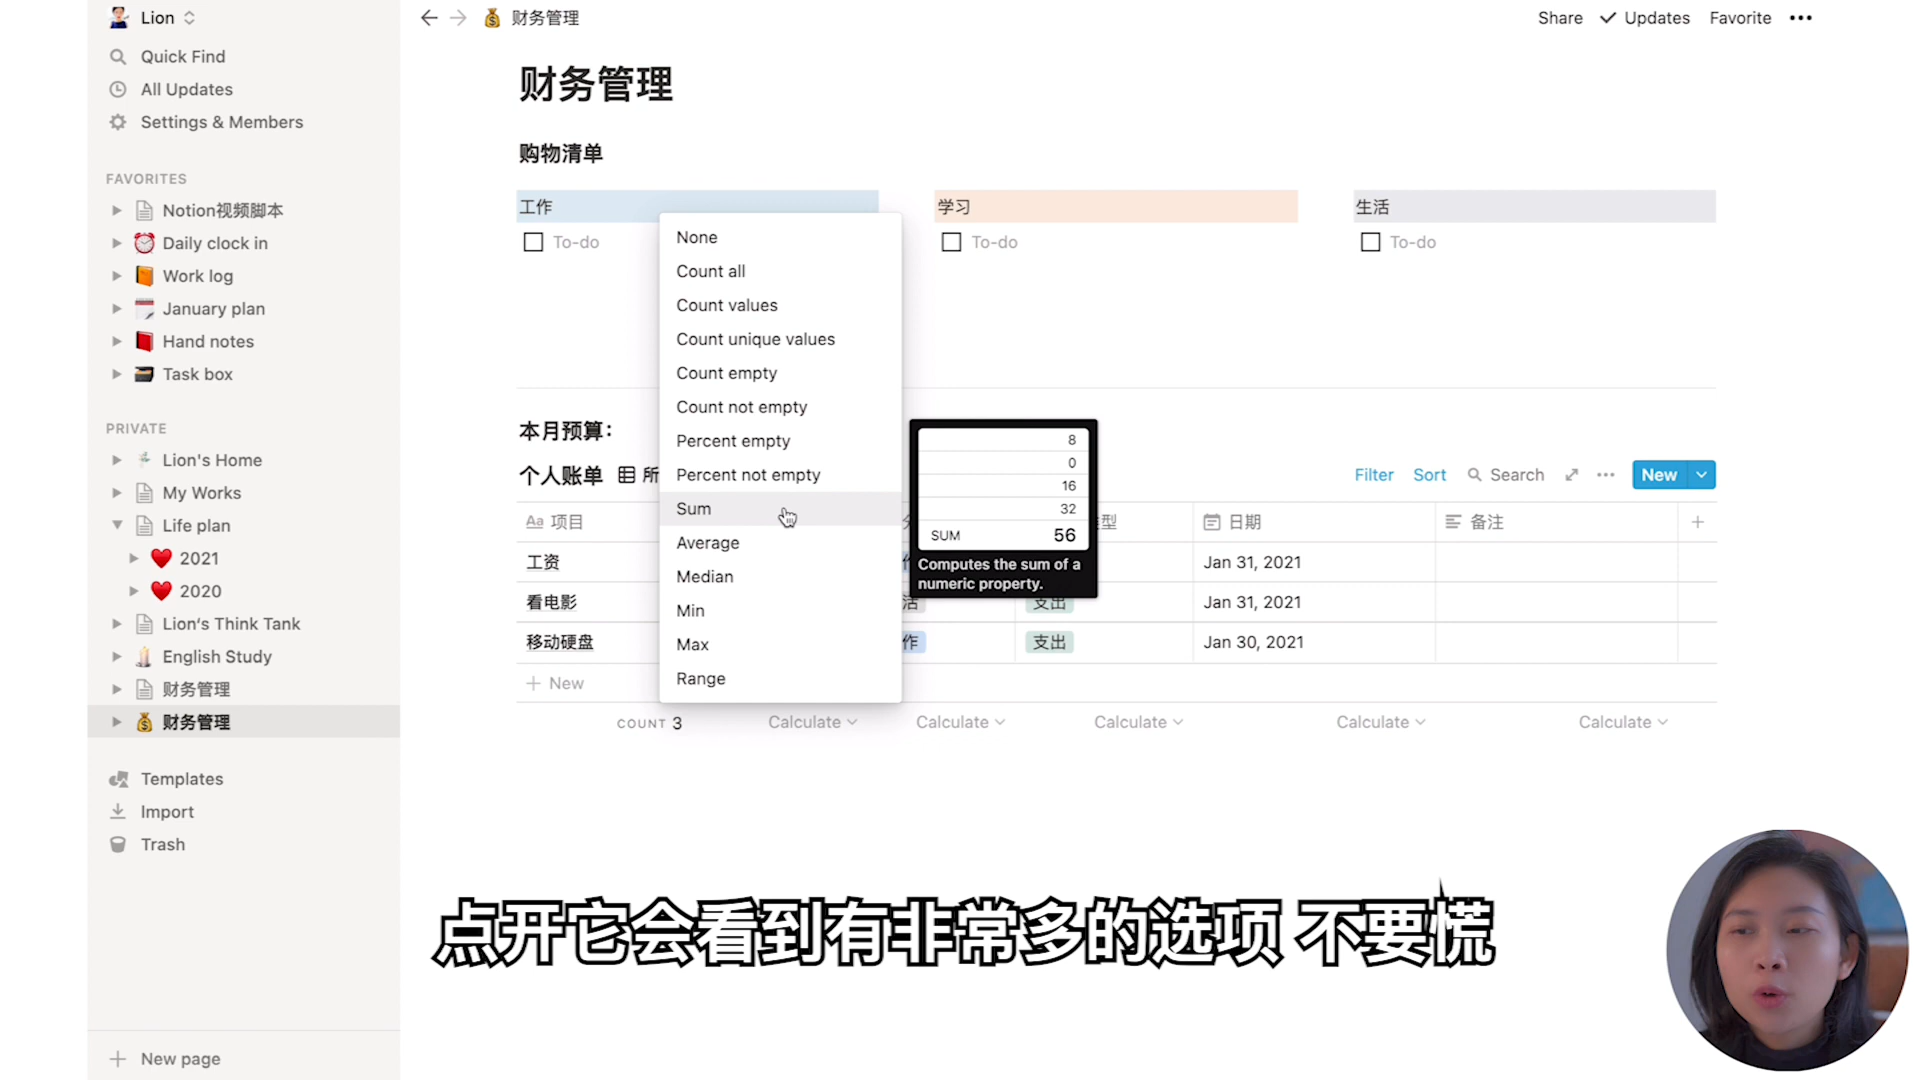 Lion
Quick Find
All Updates
Settings & Members
FAVORITES
Notion视频脚本
Daily clock in
Work log
January plan
Hand notes
Task box
PRIVATE
Lion's Home
My Works
Life plan
2021
2020
Lion's Think Tank
English Study
财务管理
财务管理
Templates
Import
Trash
New page
财务管理
Share
Updates
Favorite
财务管理
购物清单
工作
学习
生活
To-do
To-do
To-do
None
Count all
Count values
Count unique values
Count empty
Count not empty
Percent empty
Percent not empty
Sum
Average
Median
Min
Max
Range
8
0
16
32
SUM 56
Computes the sum of a
numeric property.
本月预算：
个人账单 所
Filter Sort Search New
Aa 项目 型 日期 备注
工资 Jan 31, 2021
看电影 活 支出 Jan 31, 2021
移动硬盘 作 支出 Jan 30, 2021
New
COUNT 3 Calculate Calculate Calculate Calculate Calculate
点开它会看到有非常多的选项 不要慌